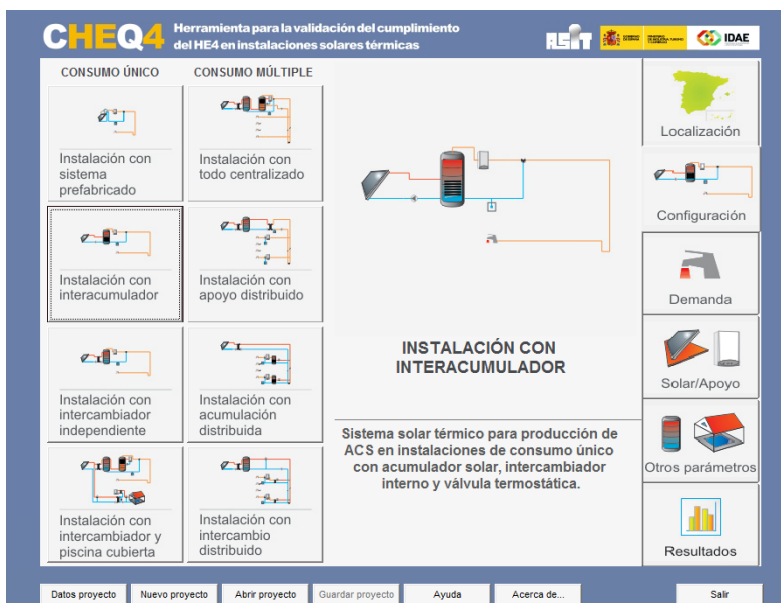 CHEQ4
Herramienta para la validación del cumplimiento
del HE4 en instalaciones solares térmicas
ASIT
IDAE
CONSUMO ÚNICO
CONSUMO MÚLTIPLE
Instalación con
sistema
prefabricado
Instalación con
todo centralizado
Instalación con
interacumulador
Instalación con
apoyo distribuido
Instalación con
intercambiador
independiente
Instalación con
acumulación
distribuida
Instalación con
intercambiador y
piscina cubierta
Instalación con
intercambio
distribuido
INSTALACIÓN CON
INTERACUMULADOR
Sistema solar térmico para producción de
ACS en instalaciones de consumo único
con acumulador solar, intercambiador
interno y válvula termostática.
Localización
Configuración
Demanda
Solar/Apoyo
Otros parámetros
Resultados
Datos proyecto
Nuevo proyecto
Abrir proyecto
Guardar proyecto
Ayuda
Acerca de...
Salir